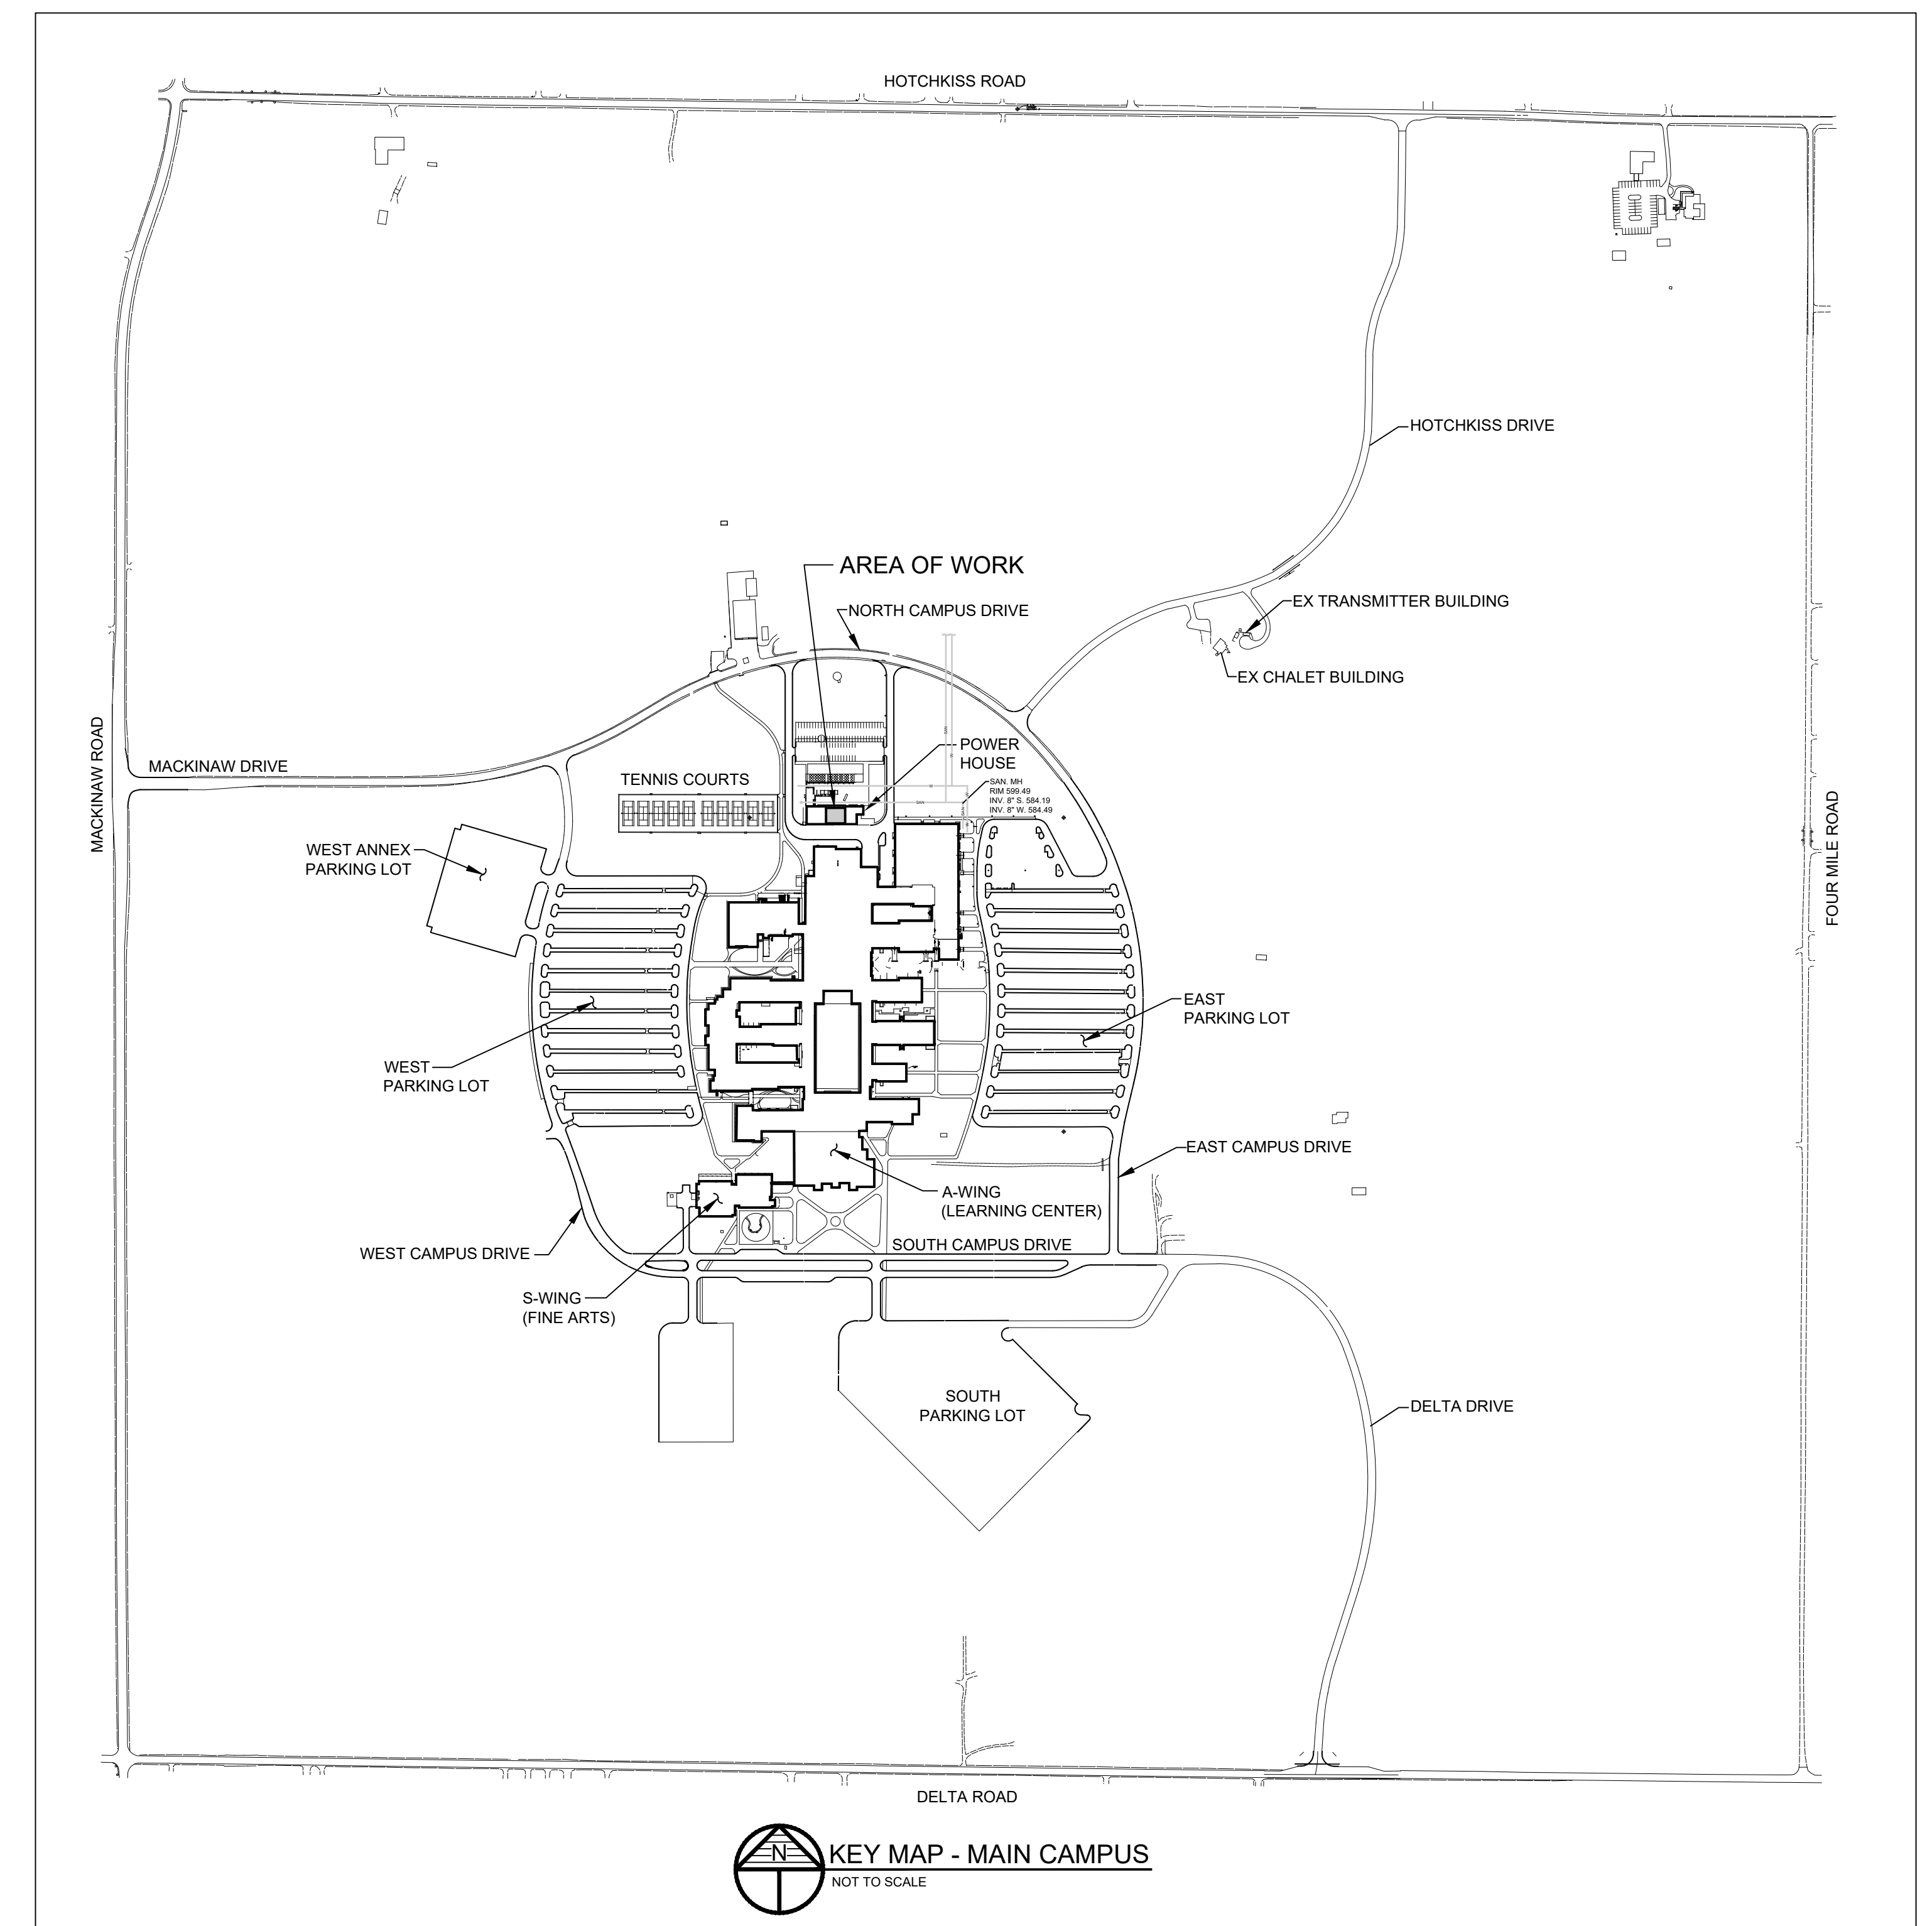 HOTCHKISS ROAD
HOTCHKISS DRIVE
AREA OF WORK
NORTH CAMPUS DRIVE
EX TRANSMITTER BUILDING
EX CHALET BUILDING
MACKINAW ROAD
MACKINAW DRIVE
TENNIS COURTS
POWER
HOUSE
SAN. MH
RIM 599.49
INV. 8" S. 584.19
INV. 8" W. 584.49
FOUR MILE ROAD
WEST ANNEX
PARKING LOT
EAST
PARKING LOT
WEST
PARKING LOT
EAST CAMPUS DRIVE
A-WING
(LEARNING CENTER)
WEST CAMPUS DRIVE
SOUTH CAMPUS DRIVE
S-WING
(FINE ARTS)
SOUTH
PARKING LOT
DELTA DRIVE
DELTA ROAD
N
KEY MAP - MAIN CAMPUS
NOT TO SCALE